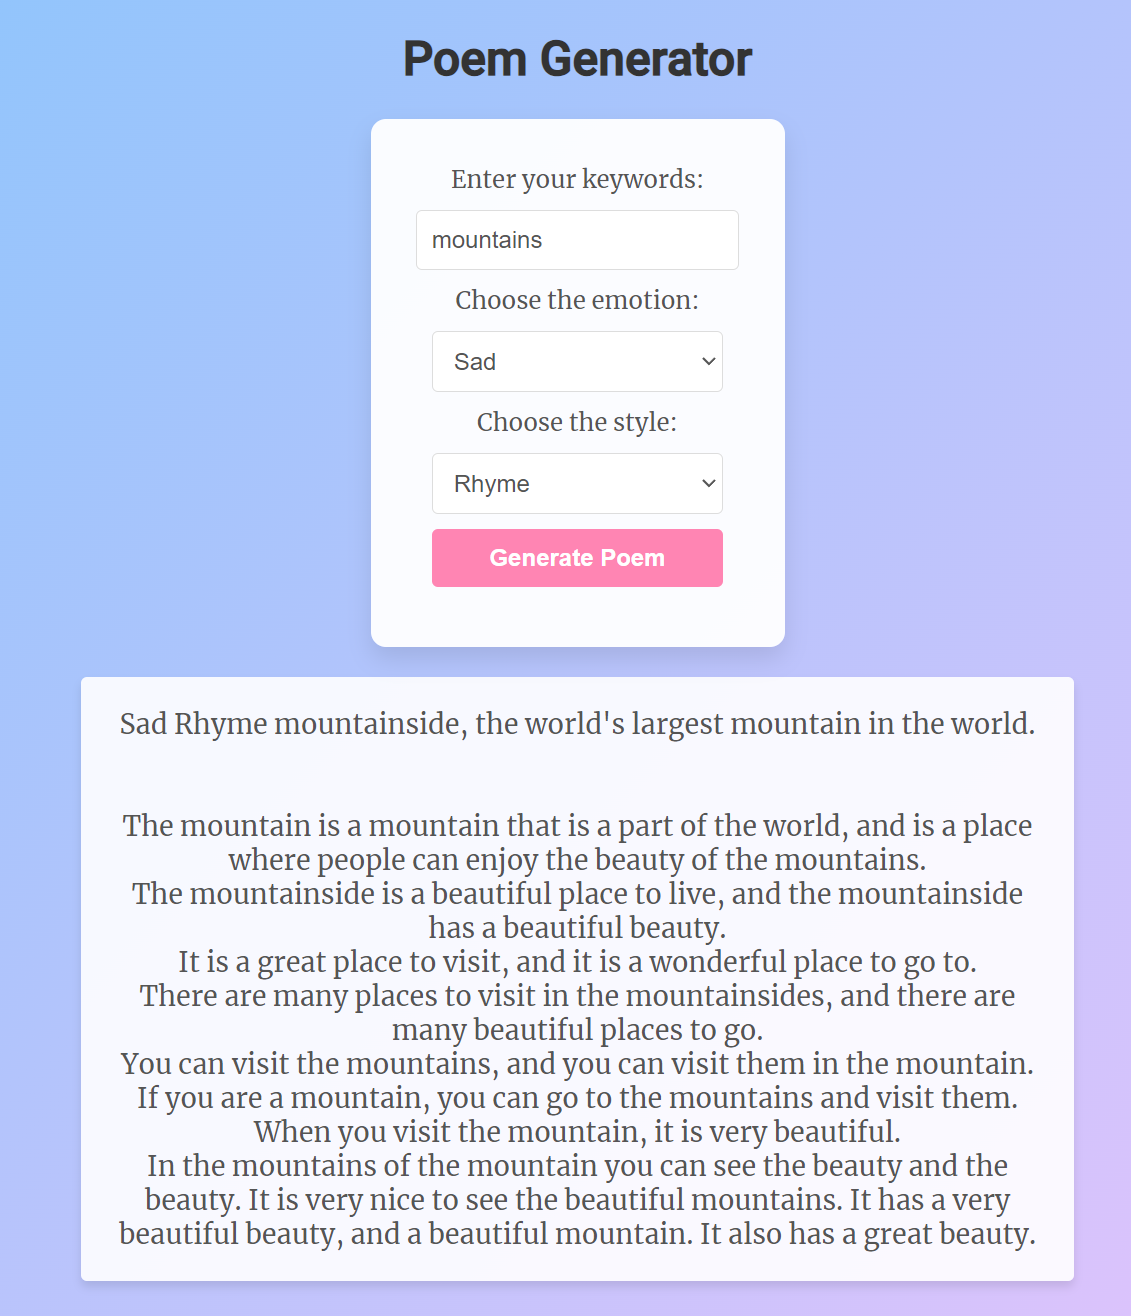 Poem Generator
Enter your keywords:
mountains
Choose the emotion:
Sad
Choose the style:
Rhyme
Generate Poem
Sad Rhyme mountainside, the world's largest mountain in the world.
The mountain is a mountain that is a part of the world, and is a place
where people can enjoy the beauty of the mountains.
The mountainside is a beautiful place to live, and the mountainside
has a beautiful beauty.
It is a great place to visit, and it is a wonderful place to go to.
There are many places to visit in the mountainsides, and there are
many beautiful places to go.
You can visit the mountains, and you can visit them in the mountain.
If you are a mountain, you can go to the mountains and visit them.
When you visit the mountain, it is very beautiful.
In the mountains of the mountain you can see the beauty and the
beauty. It is very nice to see the beautiful mountains. It has a very
beautiful beauty, and a beautiful mountain. It also has a great beauty.